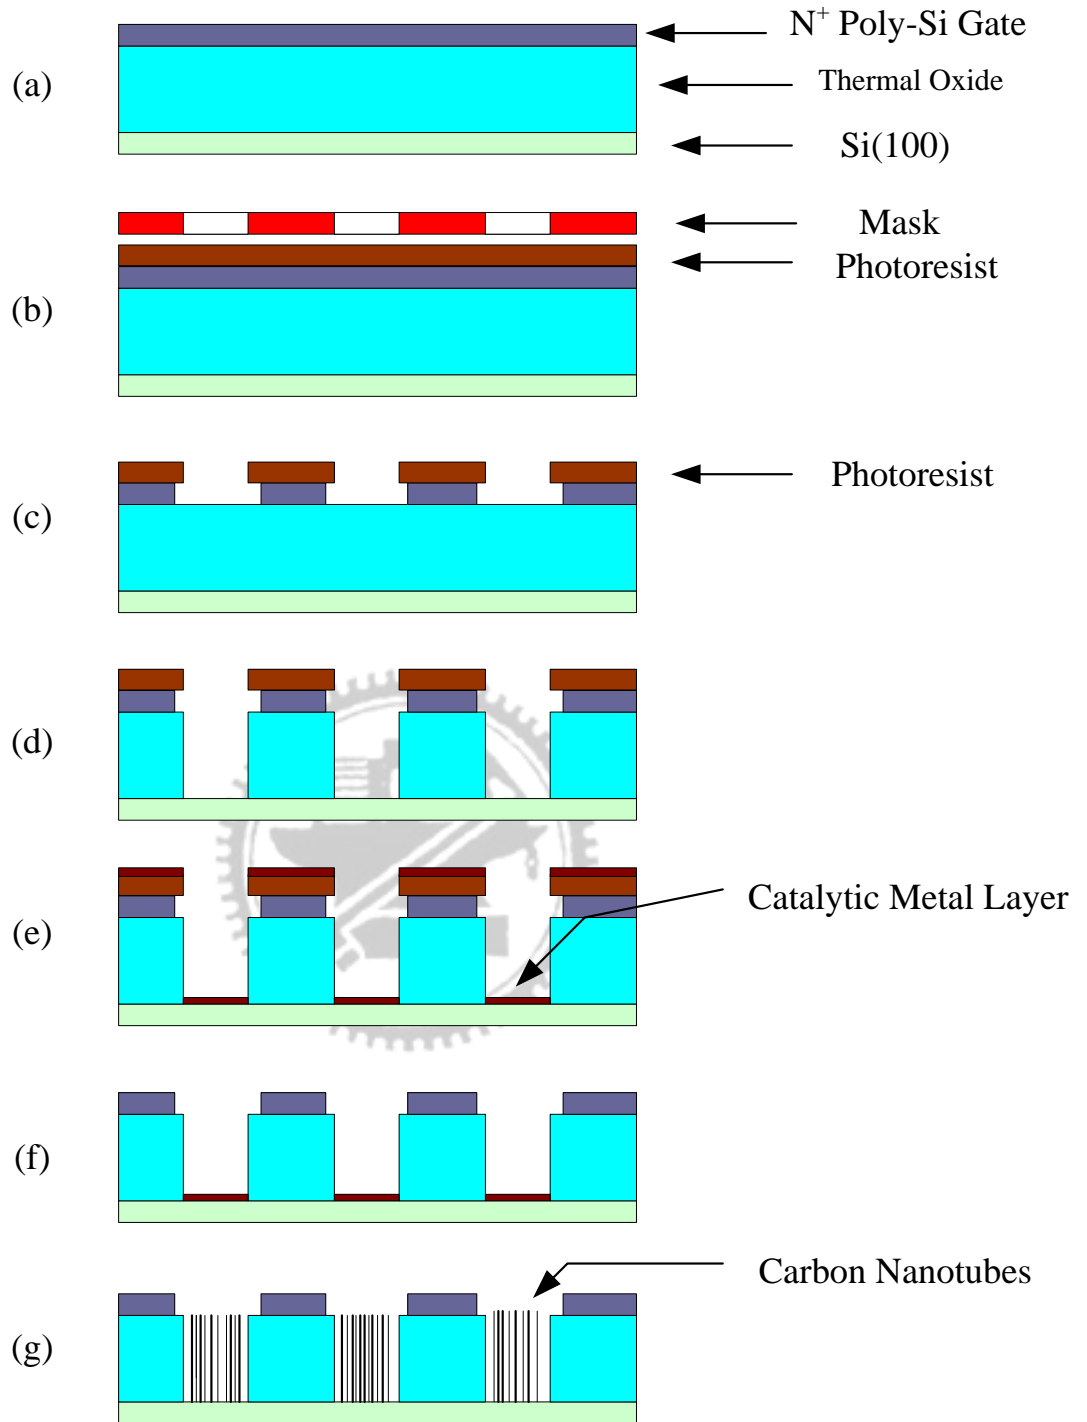 (a)
N⁺ Poly-Si Gate
Thermal Oxide
Si(100)
(b)
Mask
Photoresist
(c)
Photoresist
(d)
(e)
Catalytic Metal Layer
(f)
(g)
Carbon Nanotubes